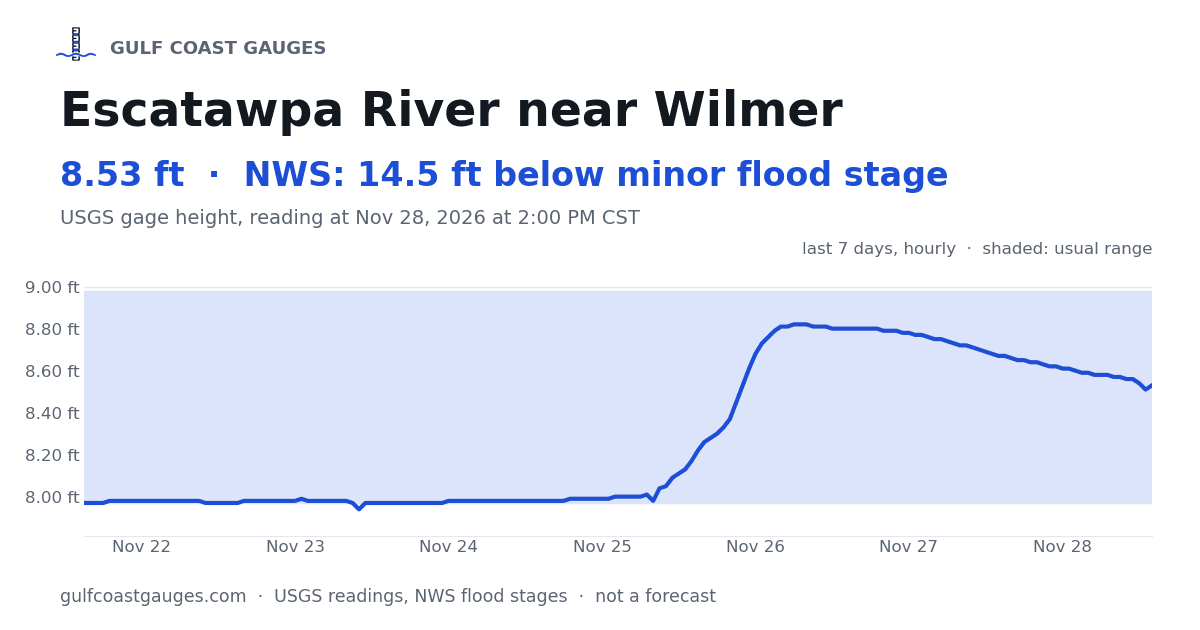 GULF COAST GAUGES
Escatawpa River near Wilmer
8.53 ft · NWS: 14.5 ft below minor flood stage
USGS gage height, reading at Nov 28, 2026 at 2:00 PM CST
last 7 days, hourly · shaded: usual range
9.00 ft
8.80 ft
8.60 ft
8.40 ft
8.20 ft
8.00 ft
Nov 22 Nov 23 Nov 24 Nov 25 Nov 26 Nov 27 Nov 28
gulfcoastgauges.com · USGS readings, NWS flood stages · not a forecast